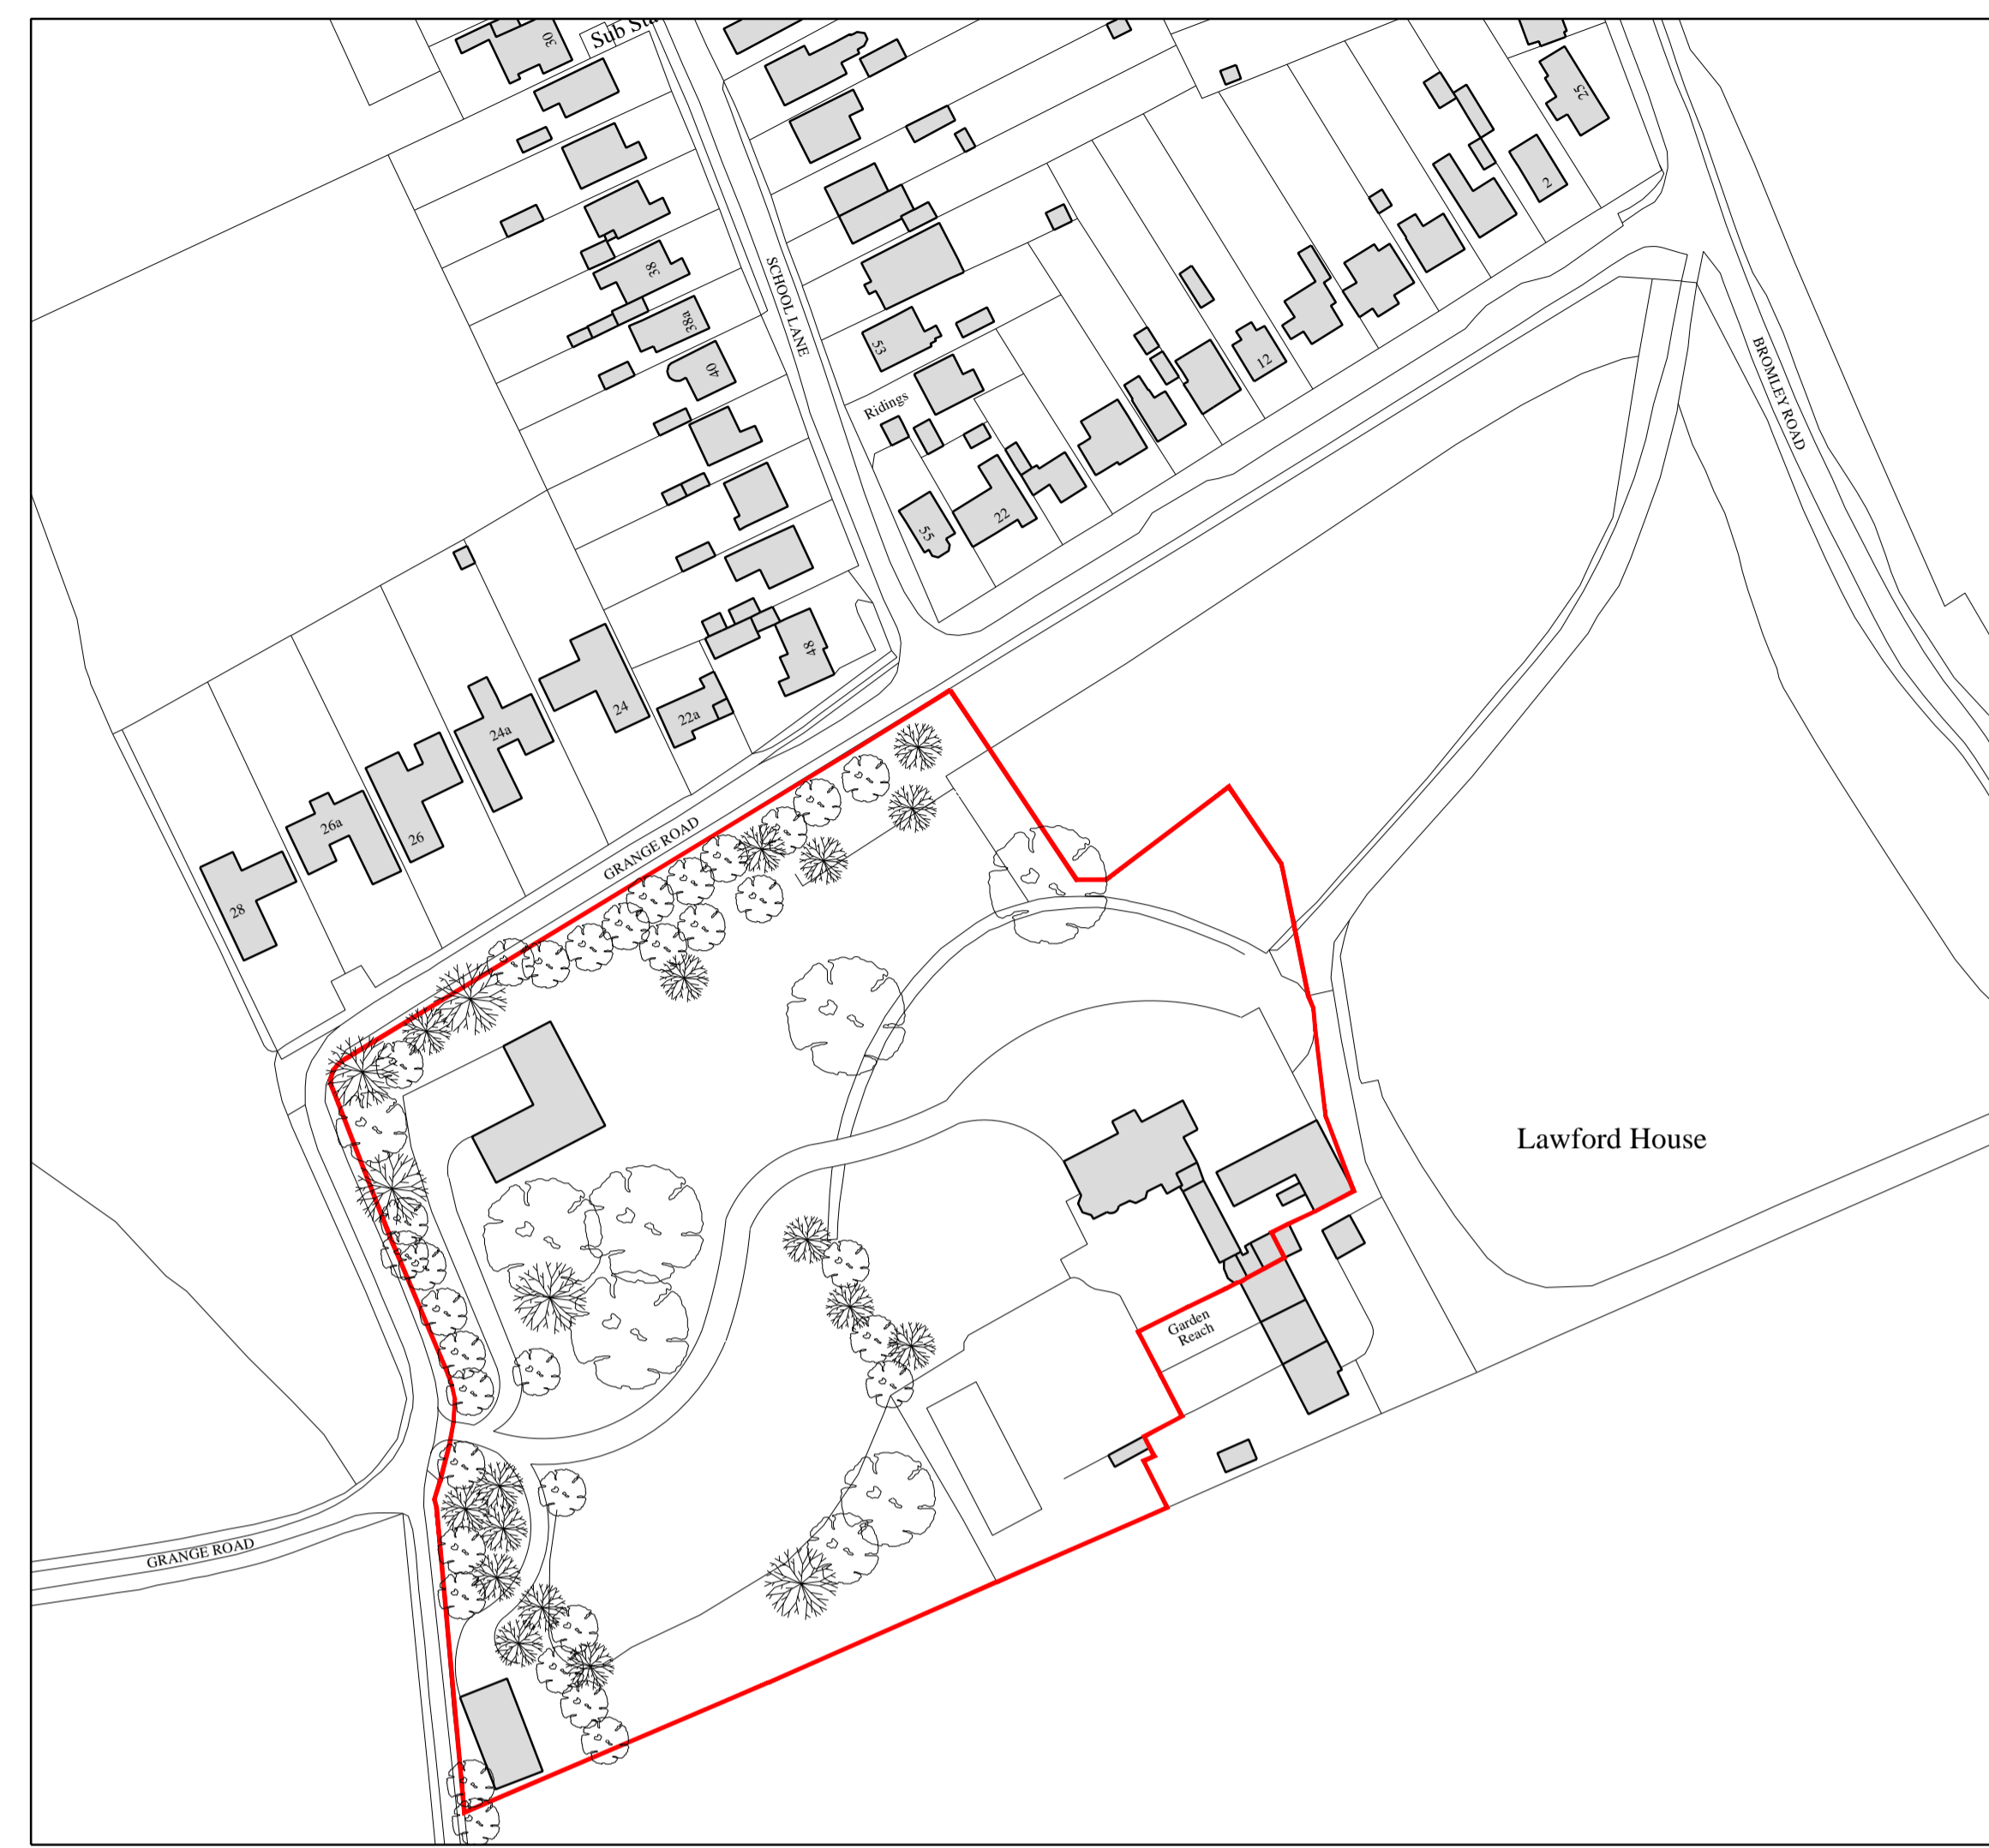 Sub Sta
30
25
2
38
SCHOOL LANE
38a
53
40
12
BROMLEY ROAD
Ridings
55
22
48
24
22a
24a
26a
26
28
GRANGE ROAD
Lawford House
Garden
Reach
GRANGE ROAD